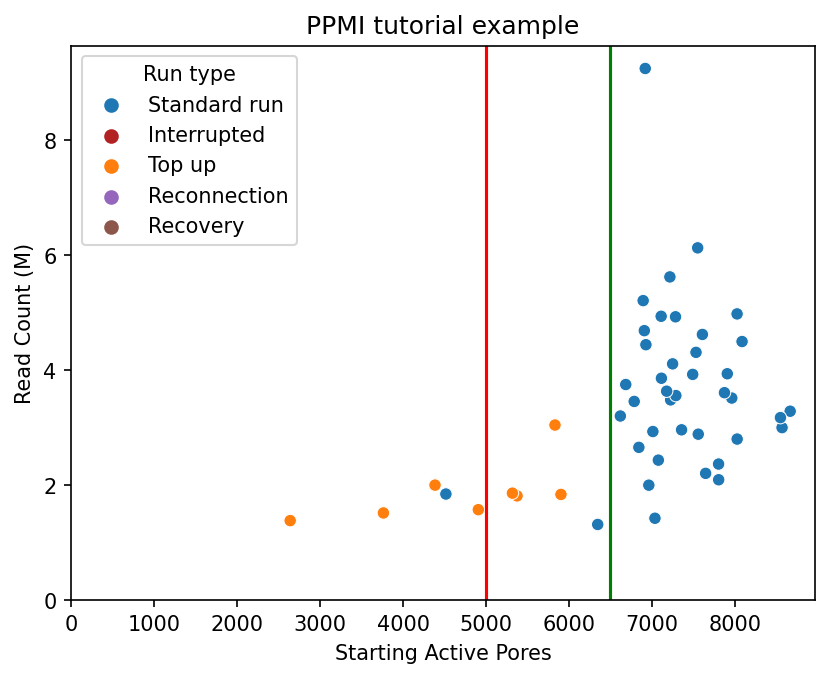 PPMI tutorial example
Run type
Standard run
Interrupted
Top up
Reconnection
Recovery
8
6
4
2
0
Read Count (M)
0 1000 2000 3000 4000 5000 6000 7000 8000
Starting Active Pores